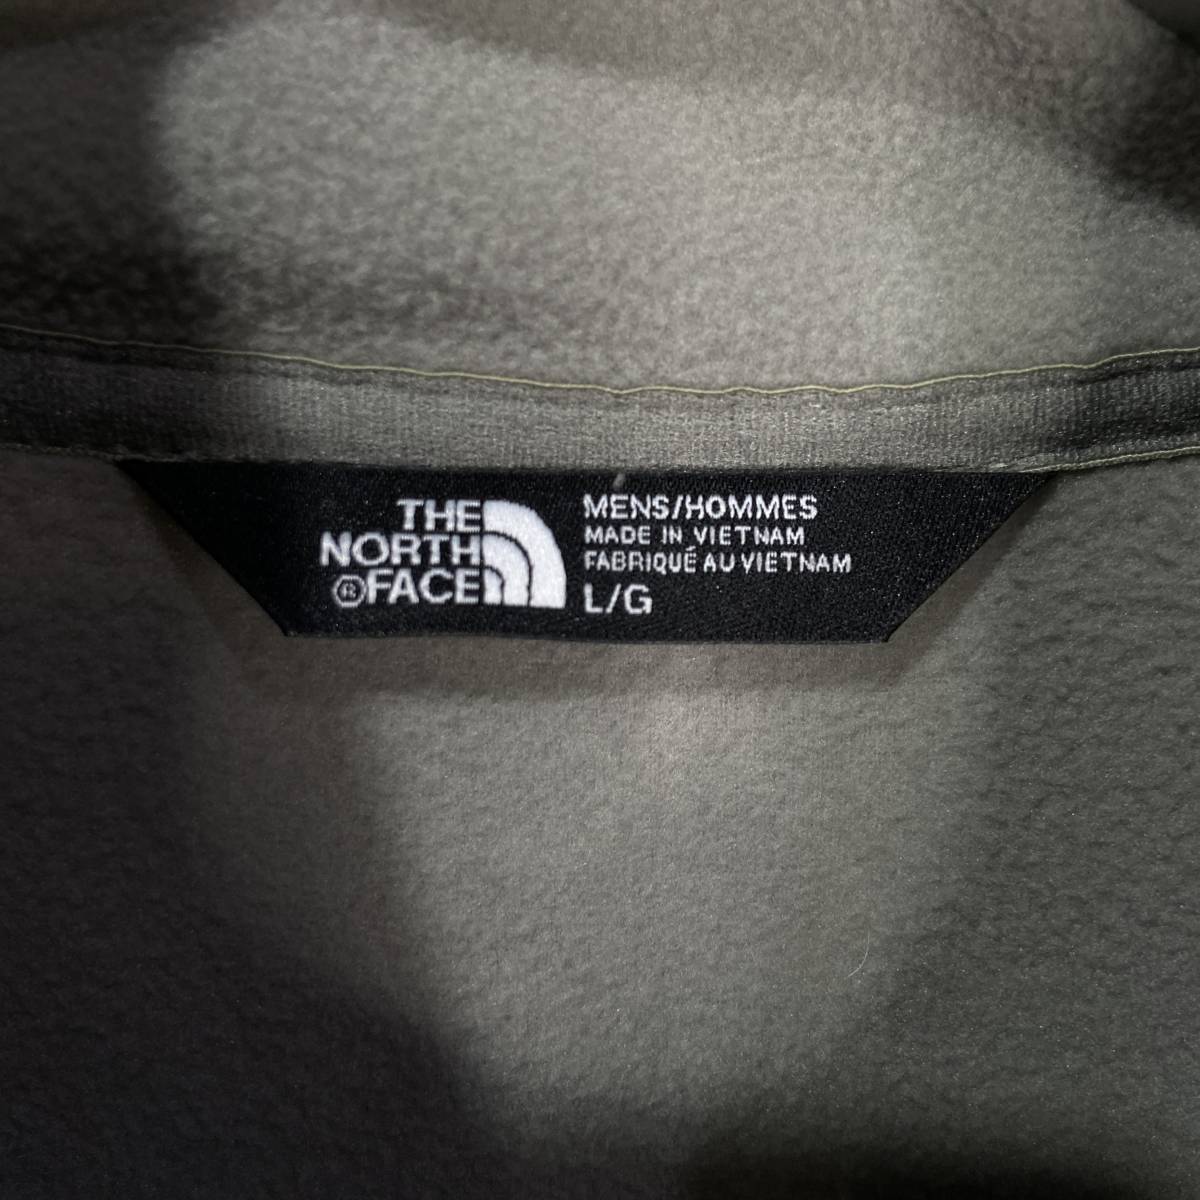 THE
NORTH
®FACE
MENS/HOMMES
MADE IN VIETNAM
FABRIQUÉ AU VIETNAM
L/G